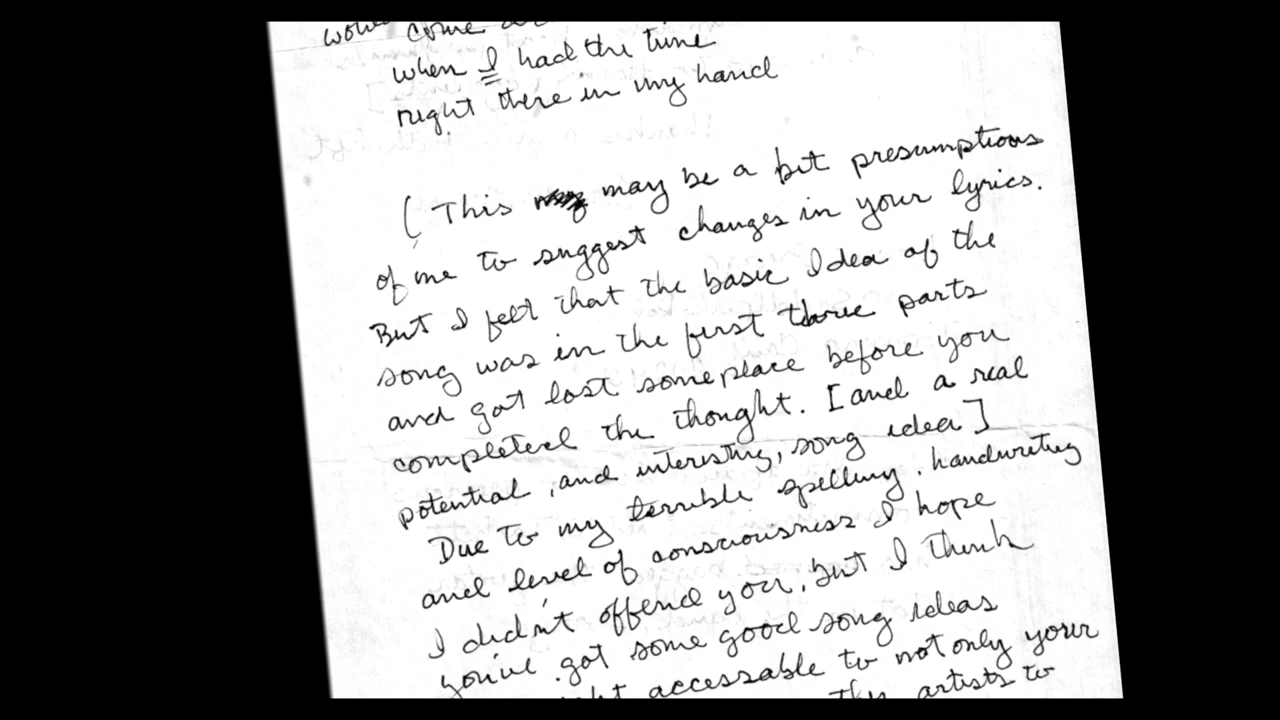 would come
when I had the tune
right there in my hand
(This may be a bit presumptions
of me to suggest changes in your lyrics.
But I felt that the basic Idea of the
song was in the first three parts
and got lost someplace before you
completed the thought. [and a real
potential, and interesting, song idea]
Due to my terrible spelling, handwriting
and level of consciousness I hope
I didn't offend you, but I think
you've got some good song ideas
accessable to not only your
artists to